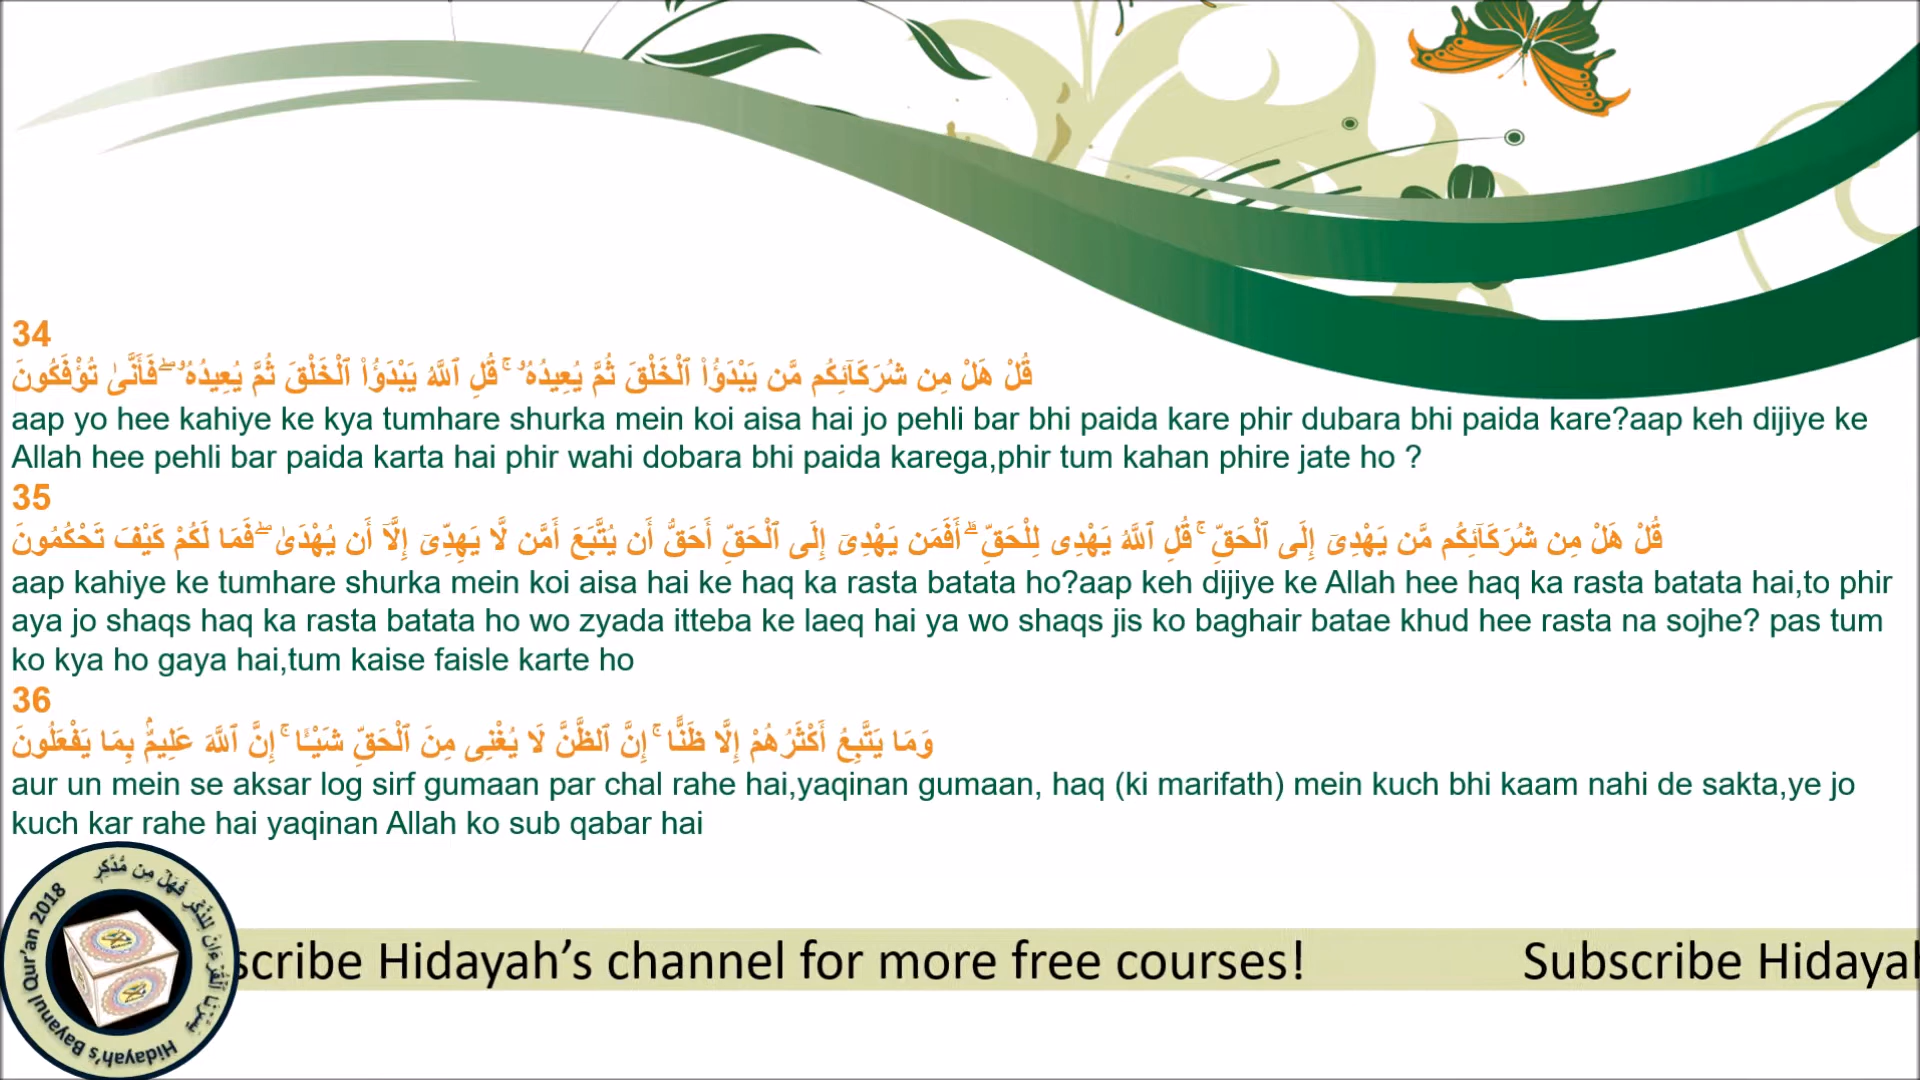 34
قُلْ هَلْ مِن شُرَكَآئِكُم مَّن يَبْدَؤُا۟ ٱلْخَلْقَ ثُمَّ يُعِيدُهُۥ ۚ قُلِ ٱللَّهُ يَبْدَؤُا۟ ٱلْخَلْقَ ثُمَّ يُعِيدُهُۥ ۖ فَأَنَّىٰ تُؤْفَكُونَ
aap yo hee kahiye ke kya tumhare shurka mein koi aisa hai jo pehli bar bhi paida kare phir dubara bhi paida kare?aap keh dijiye ke
Allah hee pehli bar paida karta hai phir wahi dobara bhi paida karega,phir tum kahan phire jate ho ?
35
قُلْ هَلْ مِن شُرَكَآئِكُم مَّن يَهْدِىٓ إِلَى ٱلْحَقِّ ۚ قُلِ ٱللَّهُ يَهْدِى لِلْحَقِّ ۗ أَفَمَن يَهْدِىٓ إِلَى ٱلْحَقِّ أَحَقُّ أَن يُتَّبَعَ أَمَّن لَّا يَهِدِّىٓ إِلَّآ أَن يُهْدَىٰ ۖ فَمَا لَكُمْ كَيْفَ تَحْكُمُونَ
aap kahiye ke tumhare shurka mein koi aisa hai ke haq ka rasta batata ho?aap keh dijiye ke Allah hee haq ka rasta batata hai,to phir
aya jo shaqs haq ka rasta batata ho wo zyada itteba ke laeq hai ya wo shaqs jis ko baghair batae khud hee rasta na sojhe? pas tum
ko kya ho gaya hai,tum kaise faisle karte ho
36
وَمَا يَتَّبِعُ أَكْثَرُهُمْ إِلَّا ظَنًّا ۚ إِنَّ ٱلظَّنَّ لَا يُغْنِى مِنَ ٱلْحَقِّ شَيْـًٔا ۚ إِنَّ ٱللَّهَ عَلِيمٌۢ بِمَا يَفْعَلُونَ
aur un mein se aksar log sirf gumaan par chal rahe hai,yaqinan gumaan, haq (ki marifath) mein kuch bhi kaam nahi de sakta,ye jo
kuch kar rahe hai yaqinan Allah ko sub qabar hai
يَسَّرْنَا ٱلْقُرْءَانَ لِلذِّكْرِ فَهَلْ مِن مُّدَّكِرٍ
Hidayah's Bayanul Qur'an 2018
scribe Hidayah's channel for more free courses! Subscribe Hidayah